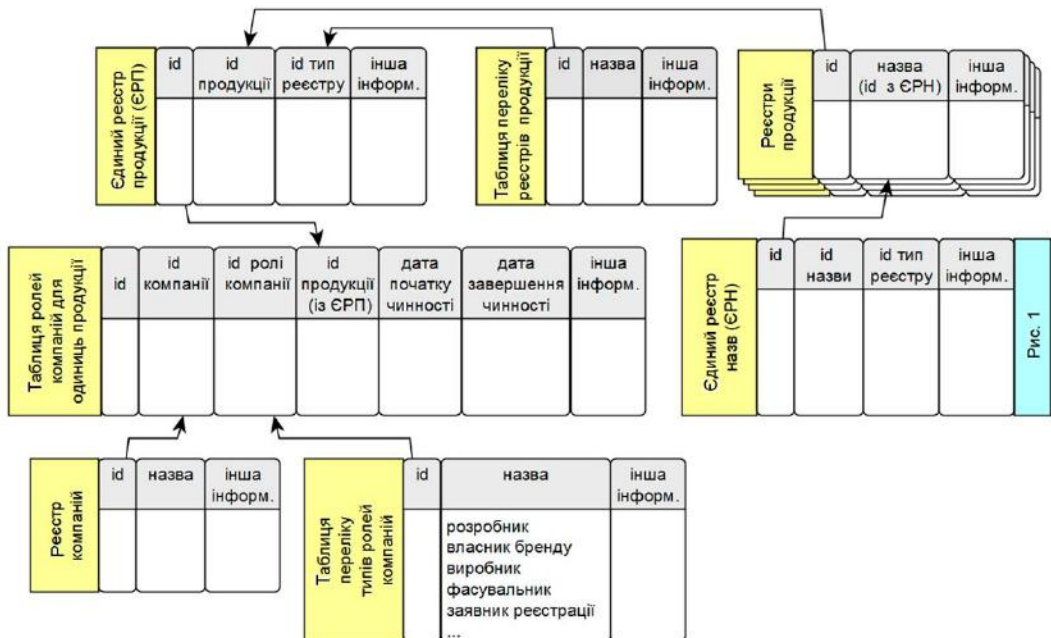 Єдиний реєстр
продукції (ЄРП)
id
id
продукції
id тип
реєстру
інша
інформ.
Таблиця переліку
реєстрів продукції
id
назва
інша
інформ.
Реєстри
продукції
id
назва
(id з ЄРН)
інша
інформ.
Таблиця ролей
компаній для
одиниць продукції
id
id
компанії
id ролі
компанії
id
продукції
(із ЄРП)
дата
початку
чинності
дата
завершення
чинності
інша
інформ.
Єдиний реєстр
назв (ЄРН)
id
id
назви
id тип
реєстру
інша
інформ.
Рис. 1
Реєстр
компаній
id
назва
інша
інформ.
Таблиця
переліку
типів ролей
компаній
id
назва
інша
інформ.
розробник
власник бренду
виробник
фасувальник
заявник реєстрації
...